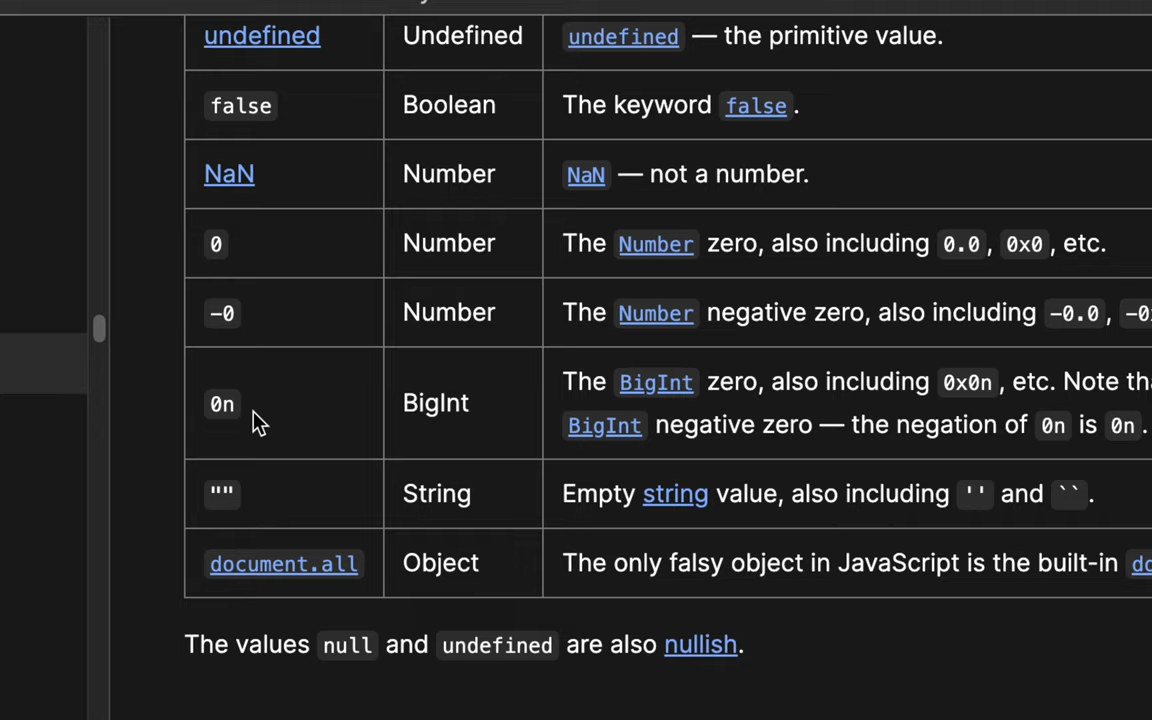 undefined Undefined undefined — the primitive value.
false Boolean The keyword false.
NaN Number NaN — not a number.
0 Number The Number zero, also including 0.0, 0x0, etc.
-0 Number The Number negative zero, also including -0.0,
0n BigInt The BigInt zero, also including 0x0n, etc. Note
BigInt negative zero — the negation of 0n is 0n.
"" String Empty string value, also including '' and ``.
document.all Object The only falsy object in JavaScript is the built-in
The values null and undefined are also nullish.